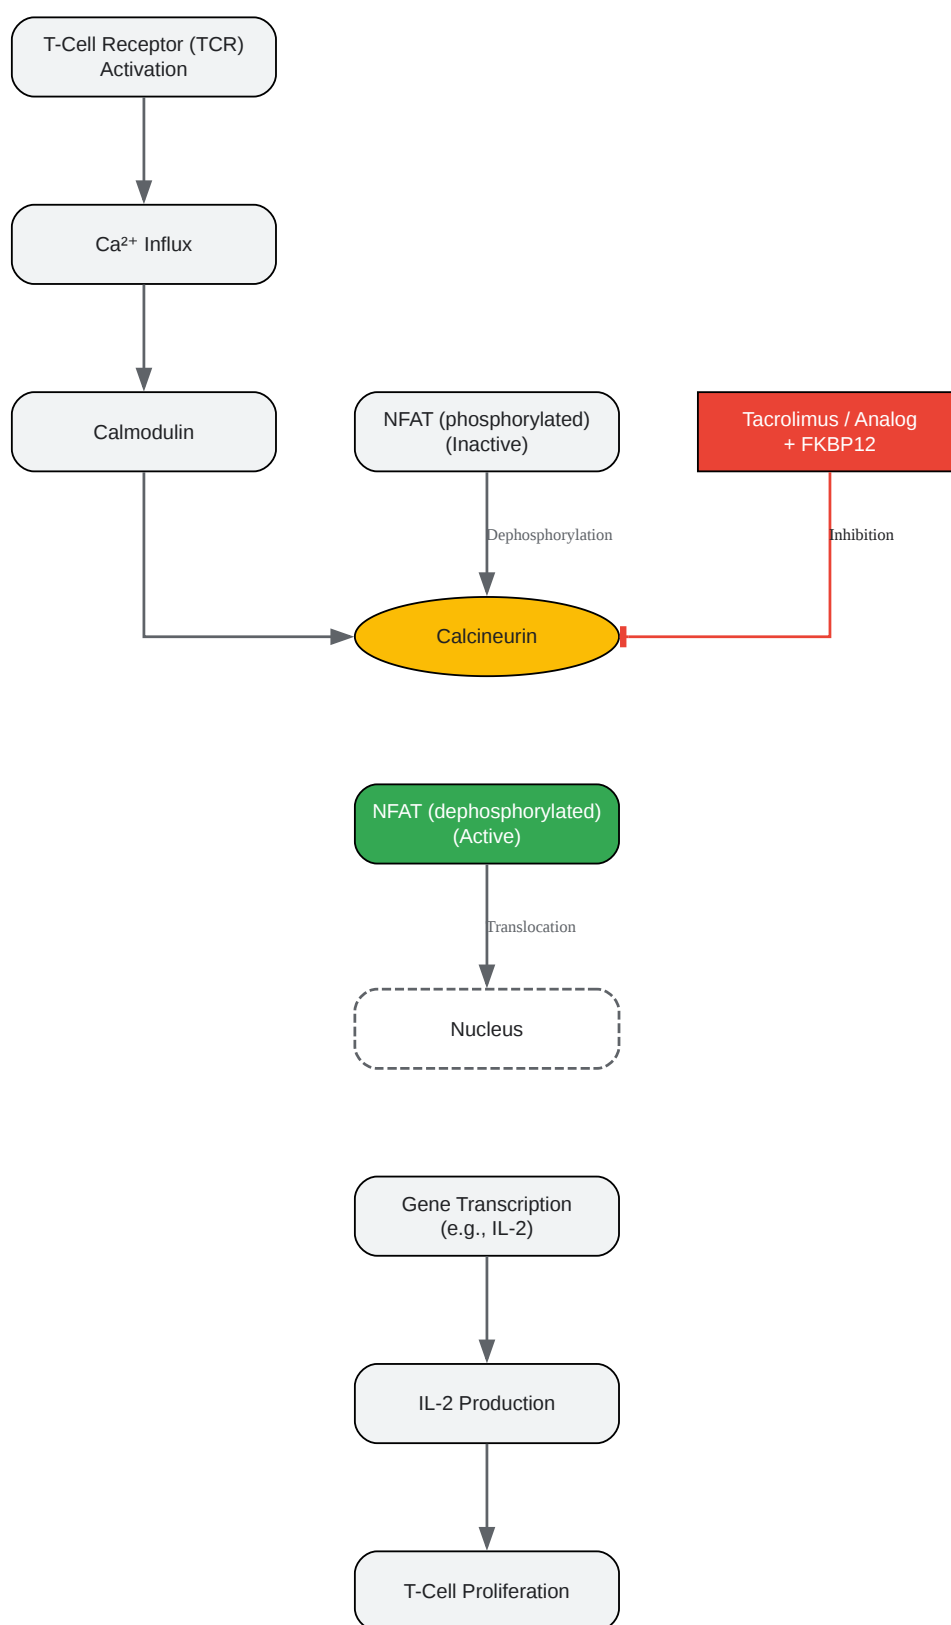 T-Cell Receptor (TCR)
Activation
Ca²⁺ Influx
Calmodulin
NFAT (phosphorylated)
(Inactive)
Tacrolimus / Analog
+ FKBP12
Dephosphorylation
Inhibition
Calcineurin
NFAT (dephosphorylated)
(Active)
Translocation
Nucleus
Gene Transcription
(e.g., IL-2)
IL-2 Production
T-Cell Proliferation